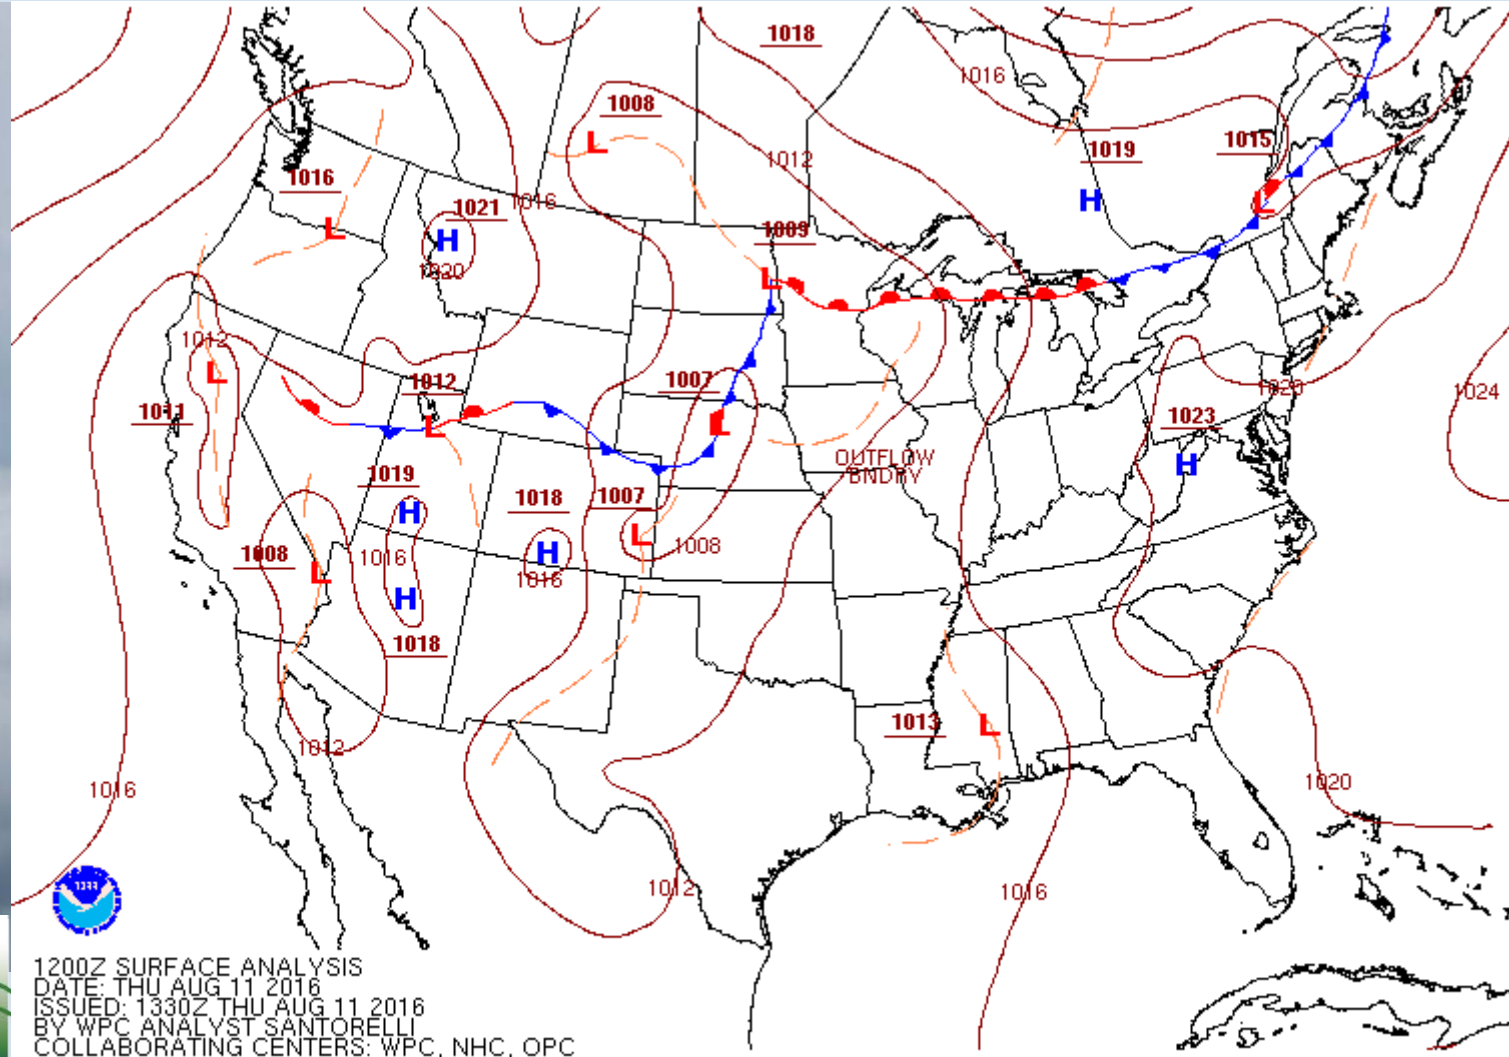 1018
1016
1008
1012
1019
1015
1016
1021
1016
1020
1009
1012
1012
1011
1007
1020
1024
1023
OUTFLOW
BNDRY
1019
1018
1007
1008
1016
1008
1016
1018
1013
1012
1016
1020
1012
1016
L
L
H
L
H
L
L
L
L
L
H
H
H
L
H
L
L
1200Z SURFACE ANALYSIS
DATE: THU AUG 11 2016
ISSUED: 1330Z THU AUG 11 2016
BY WPC ANALYST SANTORELLI
COLLABORATING CENTERS: WPC, NHC, OPC